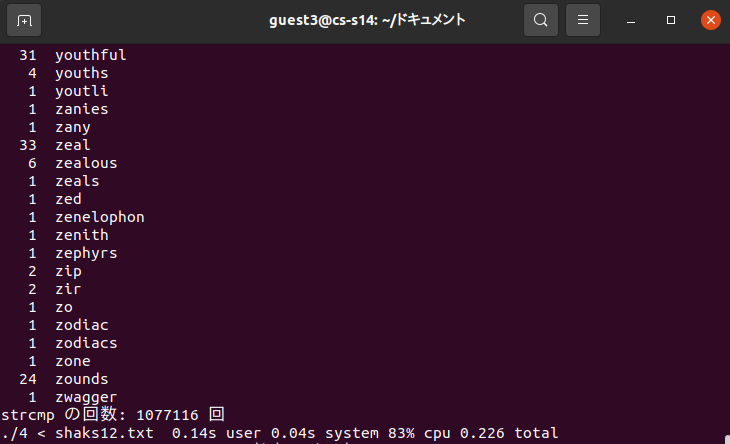 guest3@cs-s14: ~/ドキュメント
31 youthful
4 youths
1 youtli
1 zanies
1 zany
33 zeal
6 zealous
1 zeals
1 zed
1 zenelophon
1 zenith
1 zephyrs
2 zip
2 zir
1 zo
1 zodiac
1 zodiacs
1 zone
24 zounds
1 zwagger
strcmp の回数: 1077116 回
./4 < shaks12.txt  0.14s user 0.04s system 83% cpu 0.226 total